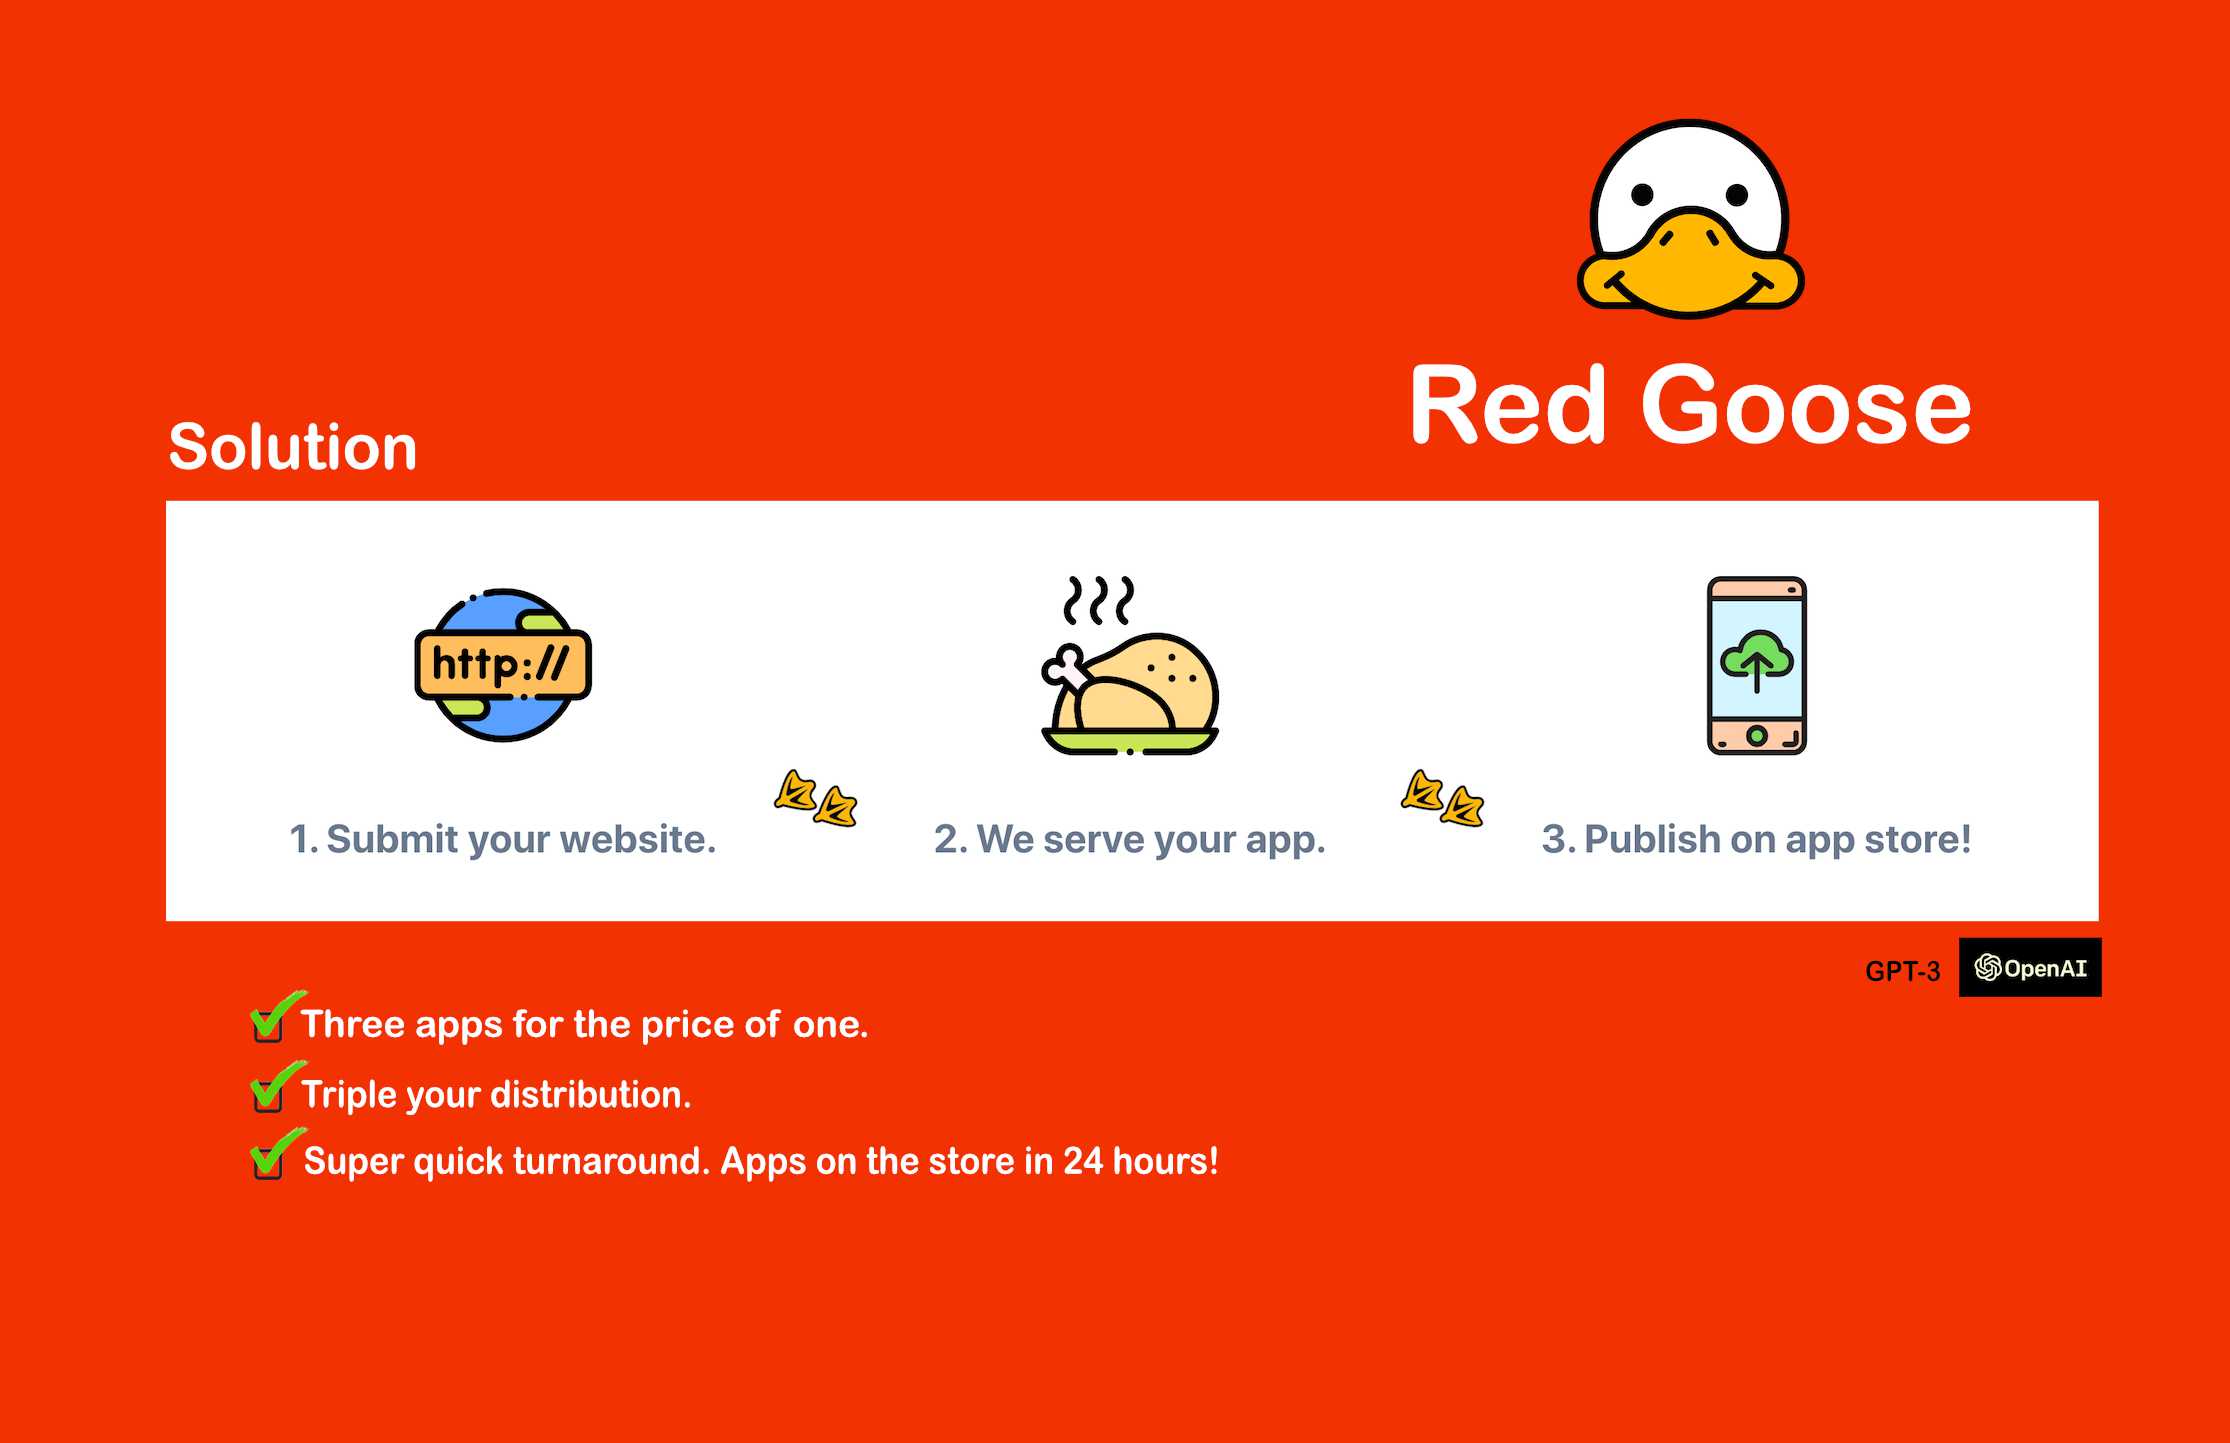 Red Goose
Solution
http://
1. Submit your website.
2. We serve your app.
3. Publish on app store!
GPT-3
OpenAI
Three apps for the price of one.
Triple your distribution.
Super quick turnaround. Apps on the store in 24 hours!